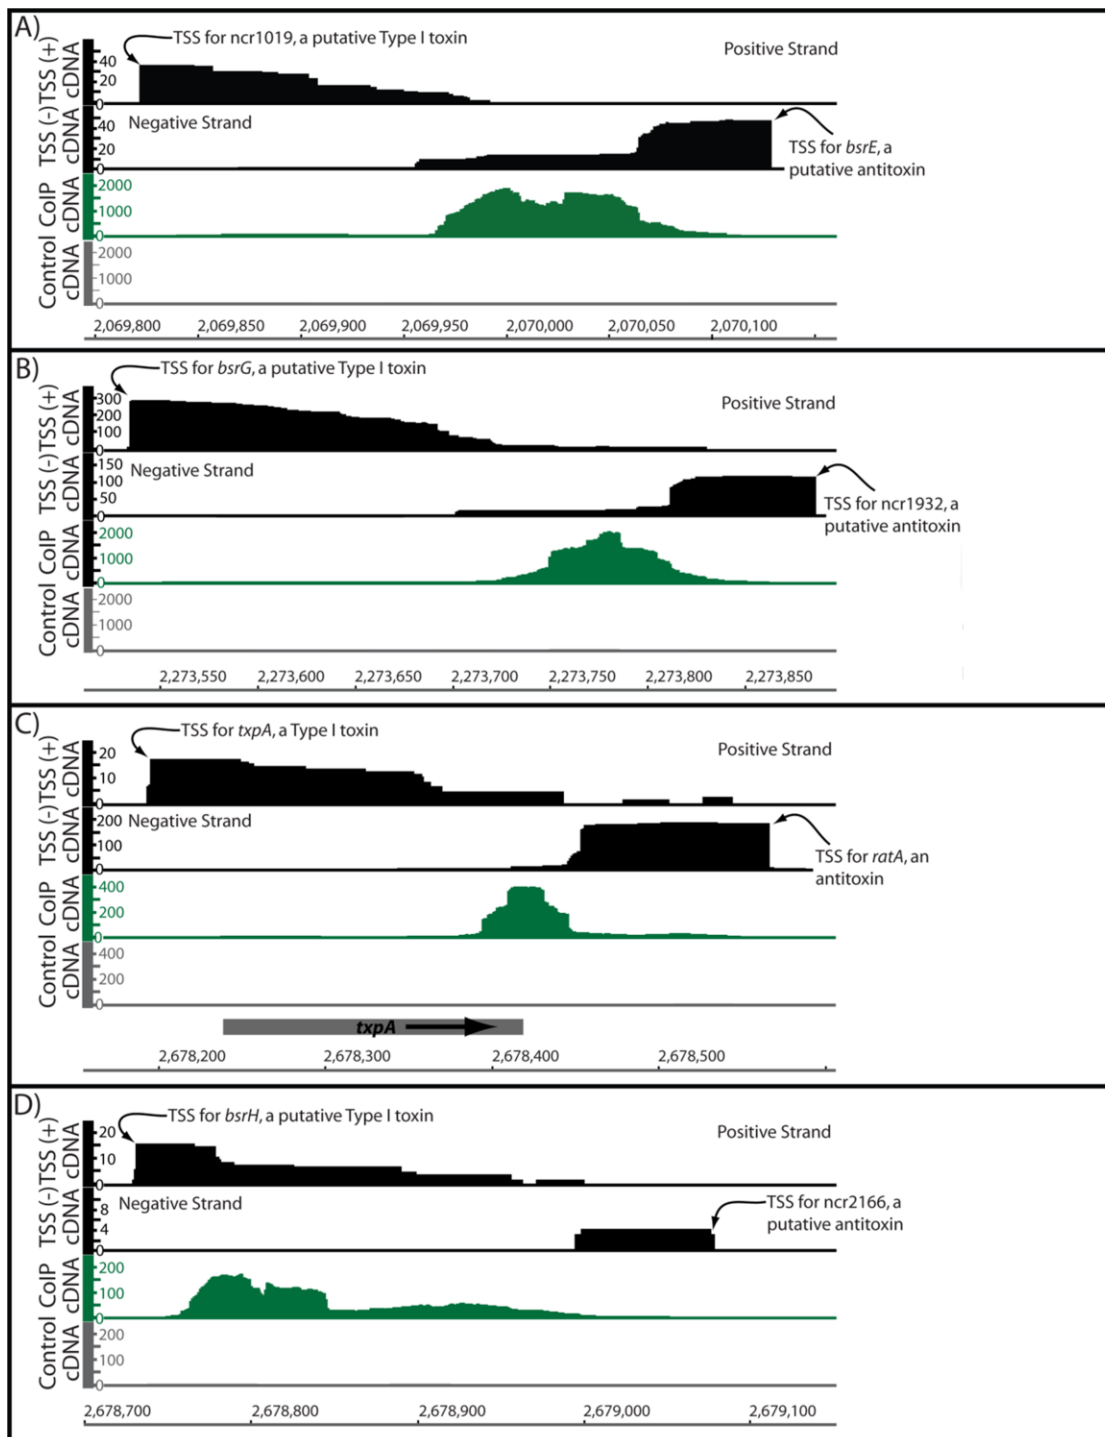 A)
TSS for ncr1019, a putative Type I toxin
Positive Strand
TSS (+)
cDNA
40
20
0
Negative Strand
TSS (-)
cDNA
40
20
0
TSS for bsrE, a
putative antitoxin
CoIP
cDNA
2000
1000
0
Control
cDNA
2000
1000
0
2,069,800 2,069,850 2,069,900 2,069,950 2,070,000 2,070,050 2,070,100
B)
TSS for bsrG, a putative Type I toxin
Positive Strand
TSS (+)
cDNA
300
200
100
0
Negative Strand
TSS (-)
cDNA
150
100
50
0
TSS for ncr1932, a
putative antitoxin
CoIP
cDNA
2000
1000
0
Control
cDNA
2000
1000
0
2,273,550 2,273,600 2,273,650 2,273,700 2,273,750 2,273,800 2,273,850
C)
TSS for txpA, a Type I toxin
Positive Strand
TSS (+)
cDNA
20
10
0
Negative Strand
TSS (-)
cDNA
200
100
0
TSS for ratA, an
antitoxin
CoIP
cDNA
400
200
0
Control
cDNA
400
200
0
txpA
2,678,200 2,678,300 2,678,400 2,678,500
D)
TSS for bsrH, a putative Type I toxin
Positive Strand
TSS (+)
cDNA
20
10
0
Negative Strand
TSS (-)
cDNA
8
4
0
TSS for ncr2166, a
putative antitoxin
CoIP
cDNA
200
100
0
Control
cDNA
200
100
0
2,678,700 2,678,800 2,678,900 2,679,000 2,679,100